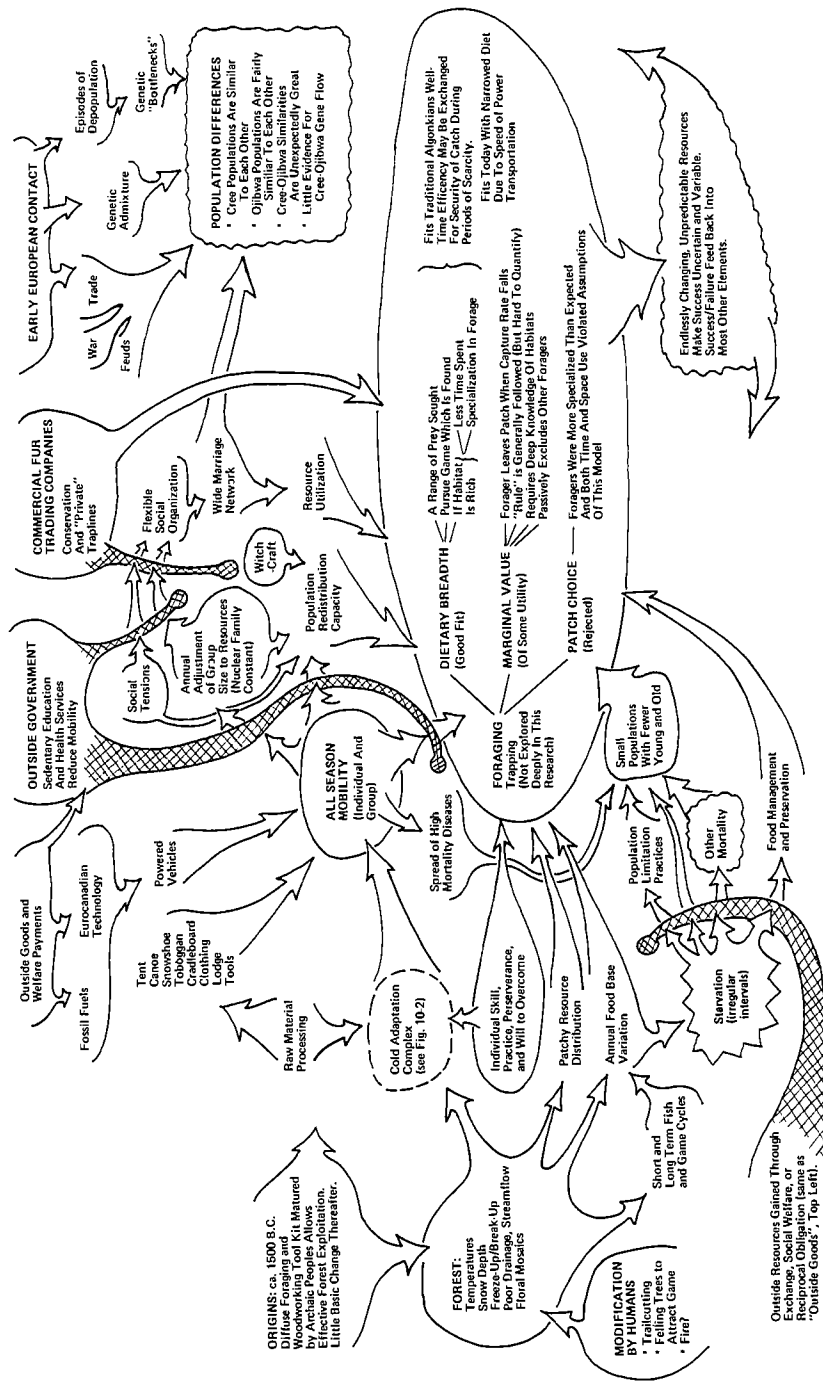 Outside Goods and
Welfare Payments
Fossil Fuels
Eurocanadian
Technology
Powered
Vehicles
OUTSIDE GOVERNMENT
Sedentary Education
And Health Services
Reduce Mobility
COMMERCIAL FUR
TRADING COMPANIES
Conservation
And "Private"
Traplines
EARLY EUROPEAN CONTACT
War
Feuds
Trade
Genetic
Admixture
Episodes of
Depopulation
Genetic
"Bottlenecks"
POPULATION DIFFERENCES
• Cree Populations Are Similar
To Each Other
• Ojibwa Populations Are Fairly
Similiar To Each Other
• Cree-Ojibwa Similarities
Are Unexpectedly Great
• Little Evidence For
Cree-Ojibwa Gene Flow
Social
Tensions
Flexible
Social
Organization
Wide Marriage
Network
Annual
Adjustment
of Group
Size to Resources
(Nuclear Family
Constant)
Witch
-Craft
Population
Redistribution
Capacity
Resource
Utilization
ORIGINS: ca. 1500 B.C.
Diffuse Foraging and
Woodworking Tool Kit Matured
by Archaic Peoples Allows
Effective Forest Exploitation.
Little Basic Change Thereafter.
Raw Material
Processing
Tent
Canoe
Snowshoe
Toboggan
Cradleboard
Clothing
Lodge
Tools
ALL SEASON
MOBILITY
(Individual And
Group)
Cold Adaptation
Complex
(see Fig. 10-2)
Spread of High
Mortality Diseases
FOREST:
Temperatures
Snow Depth
Freeze-Up/Break-Up
Poor Drainage, Streamflow
Floral Mosaics
Individual Skill,
Practice, Perserverance,
and Will to Overcome
Patchy Resource
Distribution
Annual Food Base
Variation
FORAGING
Trapping
(Not Explored
Deeply In This
Research)
DIETARY BREADTH
(Good Fit)
A Range of Prey Sought
Pursue Game Which Is Found
If Habitat
Is Rich
Less Time Spent
Specialization In Forage
Fits Traditional Algonkians Well-
Time Efficency May Be Exchanged
For Security of Catch During
Periods of Scarcity.
Fits Today With Narrowed Diet
Due To Speed of Power
Transportation
MARGINAL VALUE
(Of Some Utility)
Forager Leaves Patch When Capture Rate Falls
"Rule" is Generally Followed (But Hard To Quantify)
Requires Deep Knowledge Of Habitats
Passively Excludes Other Foragers
PATCH CHOICE
(Rejected)
Foragers Were More Specialized Than Expected
And Both Time And Space Use Violated Assumptions
Of This Model
MODIFICATION
BY HUMANS
• Trailcutting
• Felling Trees to
Attract Game
• Fire?
Short and
Long Term Fish
and Game Cycles
Starvation
(irregular
intervals)
Population
Limitation
Practices
Other
Mortality
Small
Populations
With Fewer
Young and Old
Food Management
and Preservation
Endlessly Changing, Unpredictable Resources
Make Success Uncertain and Variable.
Success/Failure Feed Back Into
Most Other Elements.
Outside Resources Gained Through
Exchange, Social Welfare, or
Reciprocal Obligation (same as
"Outside Goods", Top Left).